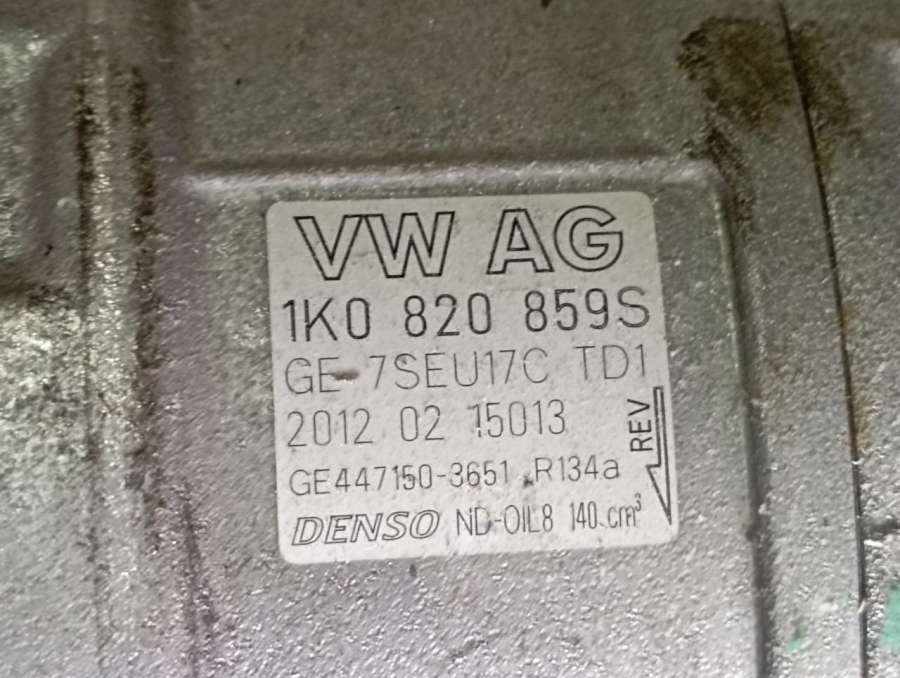 VW AG
1K0 820 859S
GE-7SEU17C TD1
2012 02 15013
REV
GE447150-3651 R134a
DENSO ND-OIL8 140 cm³